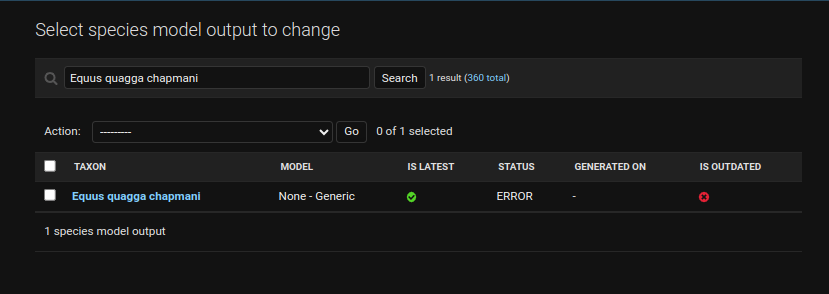 Select species model output to change
Equus quagga chapmani Search 1 result (360 total)
Action: --------- Go 0 of 1 selected
TAXON MODEL IS LATEST STATUS GENERATED ON IS OUTDATED
Equus quagga chapmani None - Generic ERROR -
1 species model output